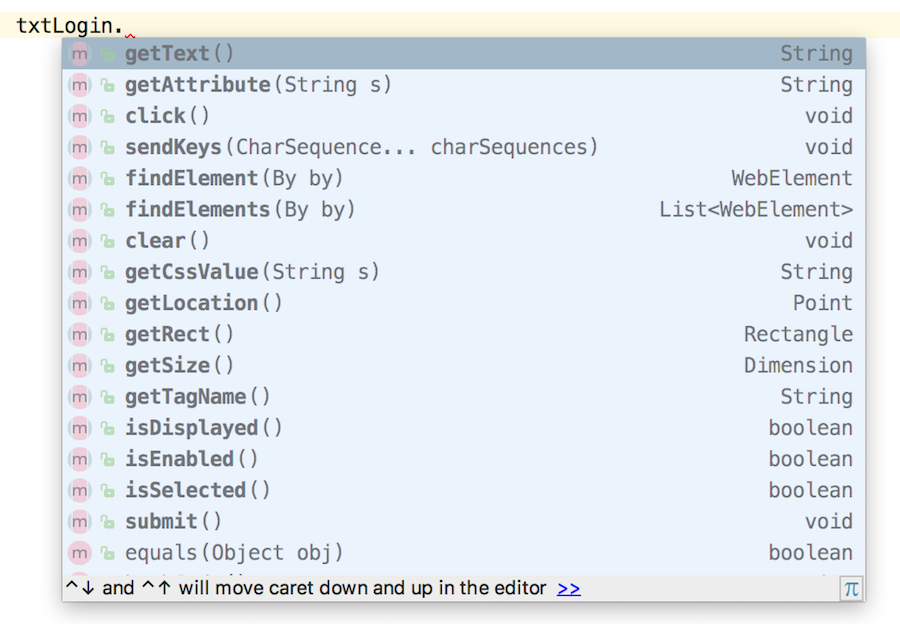 txtLogin.
m getText() String
m getAttribute(String s) String
m click() void
m sendKeys(CharSequence... charSequences) void
m findElement(By by) WebElement
m findElements(By by) List<WebElement>
m clear() void
m getCssValue(String s) String
m getLocation() Point
m getRect() Rectangle
m getSize() Dimension
m getTagName() String
m isDisplayed() boolean
m isEnabled() boolean
m isSelected() boolean
m submit() void
m equals(Object obj) boolean
^↓ and ^↑ will move caret down and up in the editor >> π